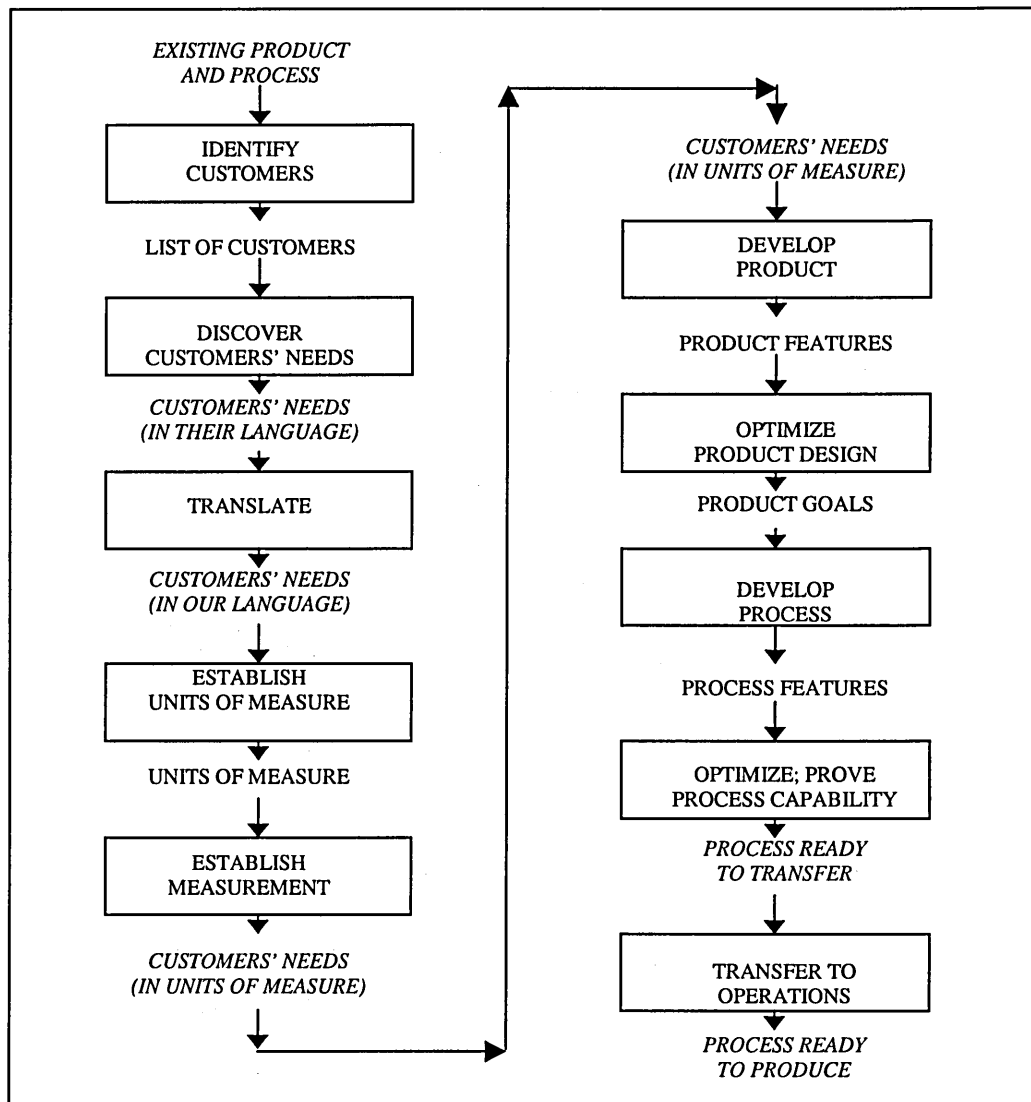 EXISTING PRODUCT
AND PROCESS
IDENTIFY
CUSTOMERS
LIST OF CUSTOMERS
DISCOVER
CUSTOMERS' NEEDS
CUSTOMERS' NEEDS
(IN THEIR LANGUAGE)
TRANSLATE
CUSTOMERS' NEEDS
(IN OUR LANGUAGE)
ESTABLISH
UNITS OF MEASURE
UNITS OF MEASURE
ESTABLISH
MEASUREMENT
CUSTOMERS' NEEDS
(IN UNITS OF MEASURE)
CUSTOMERS' NEEDS
(IN UNITS OF MEASURE)
DEVELOP
PRODUCT
PRODUCT FEATURES
OPTIMIZE
PRODUCT DESIGN
PRODUCT GOALS
DEVELOP
PROCESS
PROCESS FEATURES
OPTIMIZE; PROVE
PROCESS CAPABILITY
PROCESS READY
TO TRANSFER
TRANSFER TO
OPERATIONS
PROCESS READY
TO PRODUCE